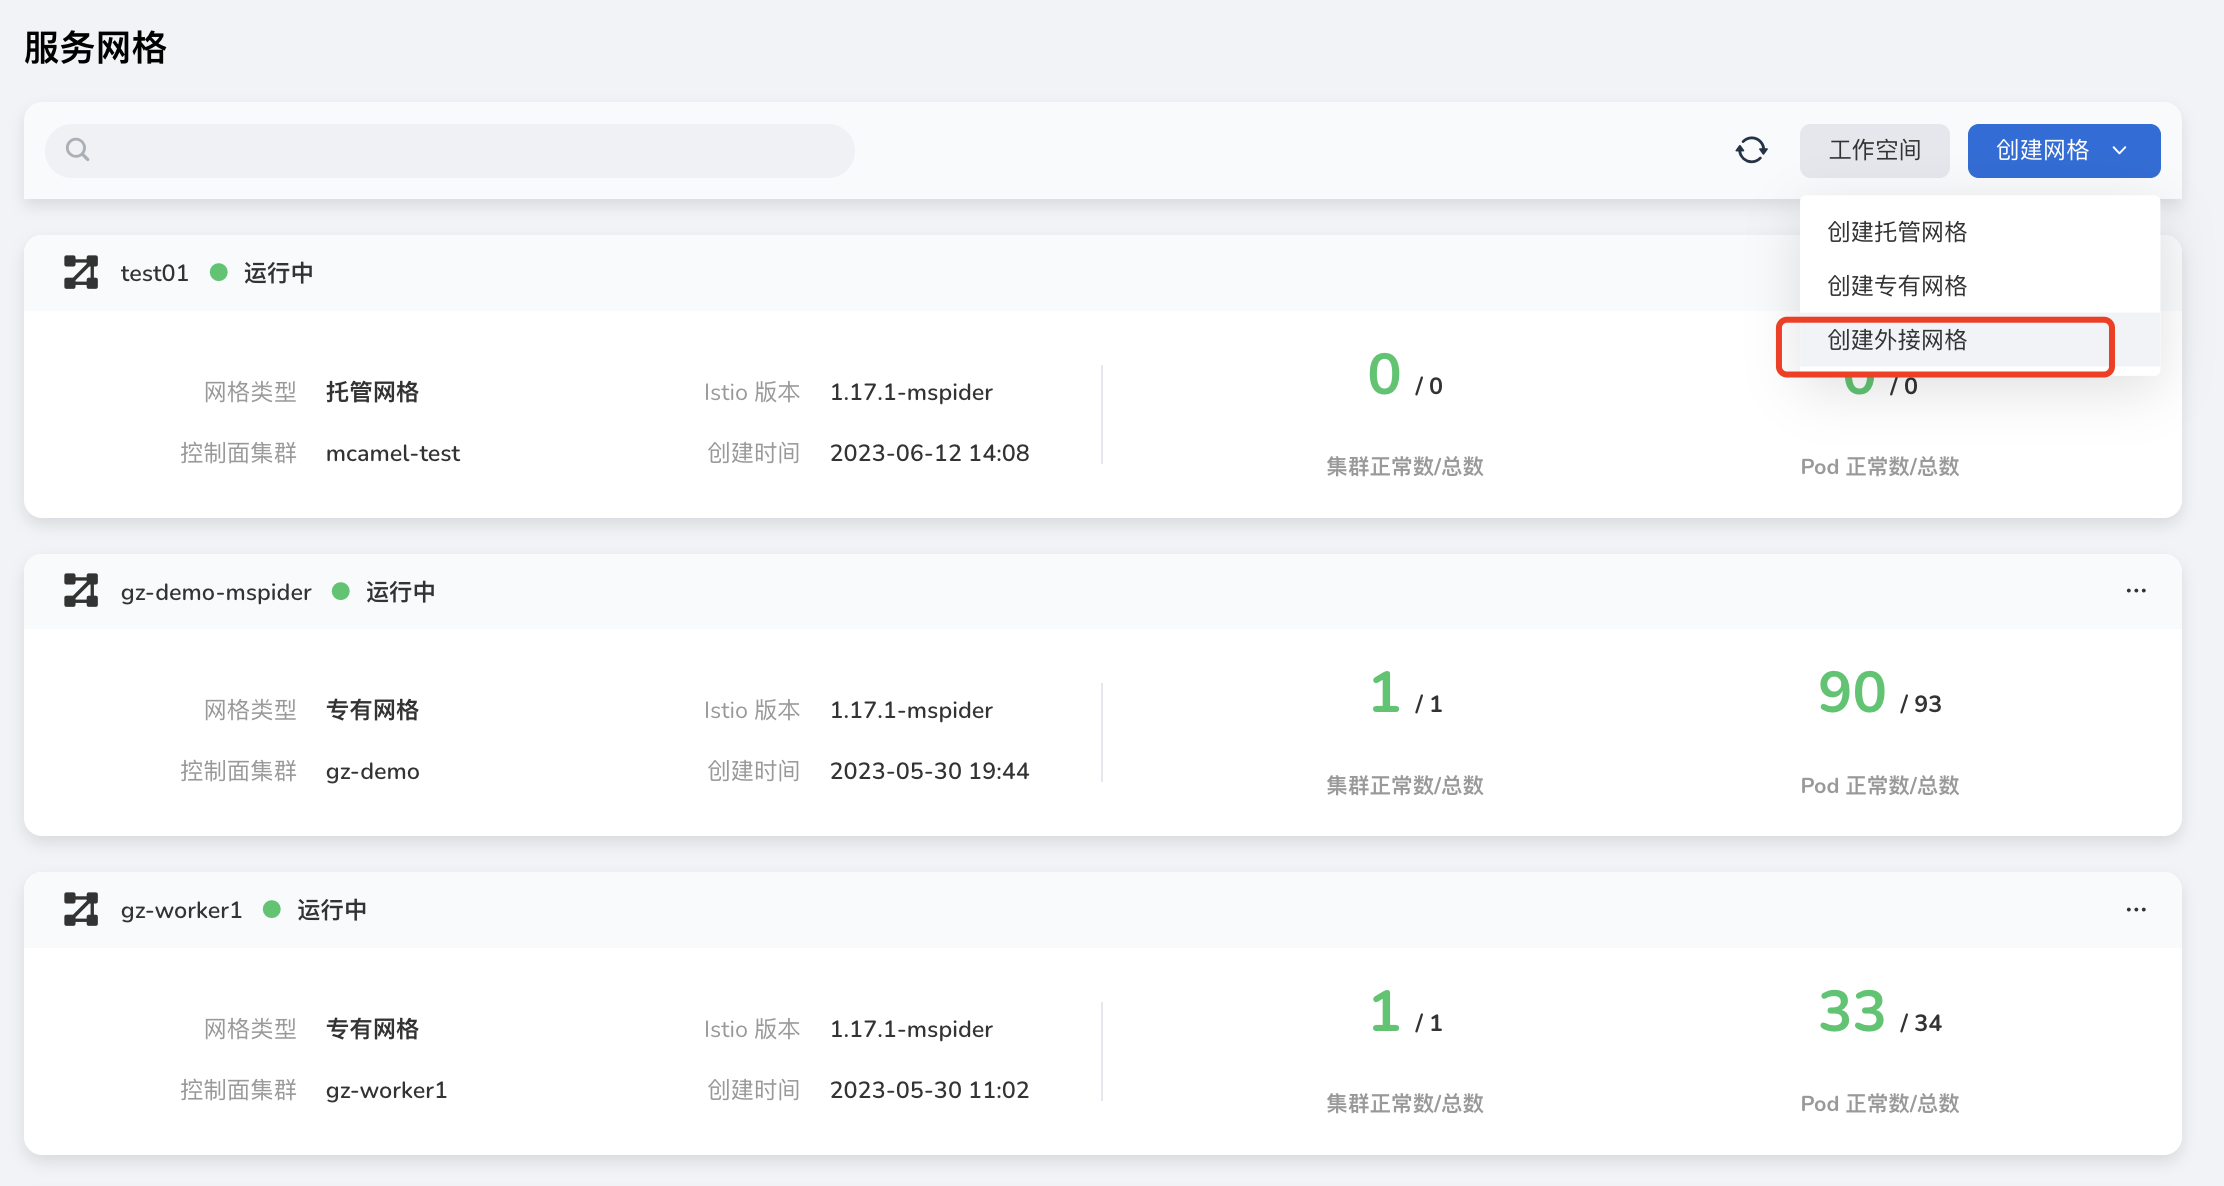 服务网格
工作空间
创建网格
创建托管网格
创建专有网格
创建外接网格
test01 运行中
网格类型 托管网格
Istio 版本 1.17.1-mspider
控制面集群 mcamel-test
创建时间 2023-06-12 14:08
0 / 0
集群正常数/总数
0 / 0
Pod 正常数/总数
gz-demo-mspider 运行中
网格类型 专有网格
Istio 版本 1.17.1-mspider
控制面集群 gz-demo
创建时间 2023-05-30 19:44
1 / 1
集群正常数/总数
90 / 93
Pod 正常数/总数
gz-worker1 运行中
网格类型 专有网格
Istio 版本 1.17.1-mspider
控制面集群 gz-worker1
创建时间 2023-05-30 11:02
1 / 1
集群正常数/总数
33 / 34
Pod 正常数/总数